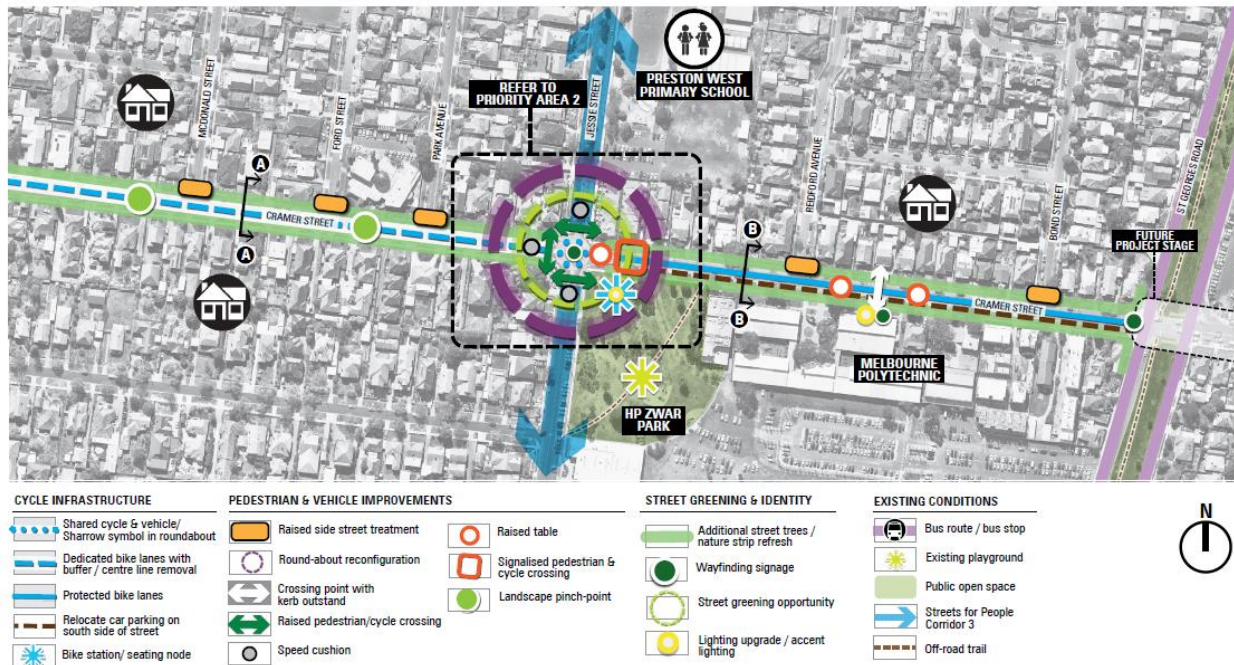 REFER TO
PRIORITY AREA 2
PRESTON WEST
PRIMARY SCHOOL
MCDONALD STREET
FORD STREET
PARK AVENUE
JESSIE STREET
REIDFORD AVENUE
BOND STREET
ST GEORGES ROAD
FUTURE
PROJECT STAGE
A
A
CRAMER STREET
B
B
CRAMER STREET
MELBOURNE
POLYTECHNIC
HP ZWAR
PARK
CYCLE INFRASTRUCTURE
Shared cycle & vehicle/
Sharrow symbol in roundabout
Dedicated bike lanes with
buffer / centre line removal
Protected bike lanes
Relocate car parking on
south side of street
Bike station/ seating node
PEDESTRIAN & VEHICLE IMPROVEMENTS
Raised side street treatment
Round-about reconfiguration
Crossing point with
kerb outstand
Raised pedestrian/cycle crossing
Speed cushion
Raised table
Signalised pedestrian &
cycle crossing
Landscape pinch-point
STREET GREENING & IDENTITY
Additional street trees /
nature strip refresh
Wayfinding signage
Street greening opportunity
Lighting upgrade / accent
lighting
EXISTING CONDITIONS
Bus route / bus stop
Existing playground
Public open space
Streets for People
Corridor 3
Off-road trail
N